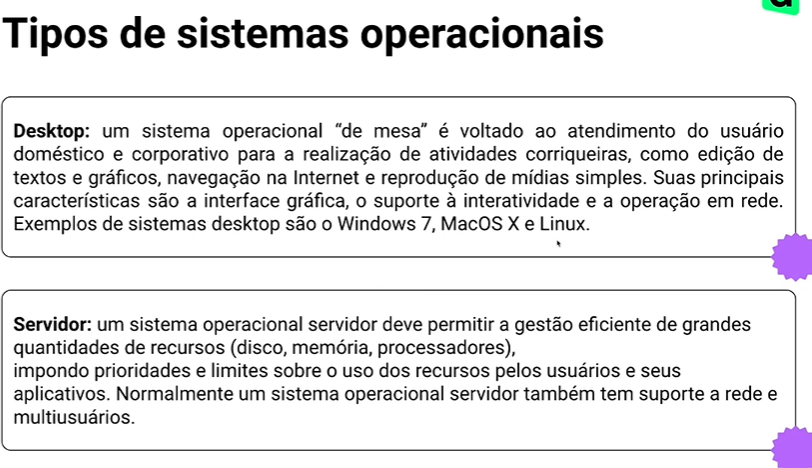 Tipos de sistemas operacionais
Desktop: um sistema operacional “de mesa” é voltado ao atendimento do usuário
doméstico e corporativo para a realização de atividades corriqueiras, como edição de
textos e gráficos, navegação na Internet e reprodução de mídias simples. Suas principais
características são a interface gráfica, o suporte à interatividade e a operação em rede.
Exemplos de sistemas desktop são o Windows 7, MacOS X e Linux.
Servidor: um sistema operacional servidor deve permitir a gestão eficiente de grandes
quantidades de recursos (disco, memória, processadores),
impondo prioridades e limites sobre o uso dos recursos pelos usuários e seus
aplicativos. Normalmente um sistema operacional servidor também tem suporte a rede e
multiusuários.